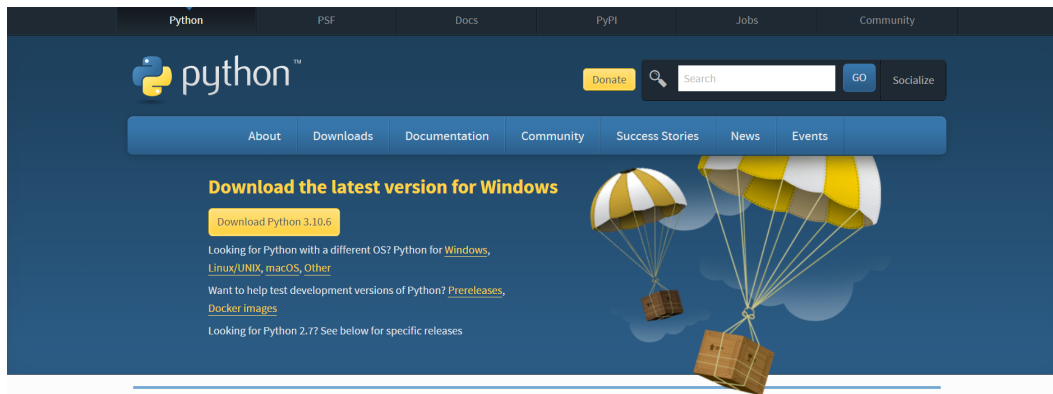 Python PSF Docs PyPI Jobs Community
python™
Donate Search GO Socialize
About Downloads Documentation Community Success Stories News Events
Download the latest version for Windows
Download Python 3.10.6
Looking for Python with a different OS? Python for Windows,
Linux/UNIX, macOS, Other
Want to help test development versions of Python? Prereleases,
Docker images
Looking for Python 2.7? See below for specific releases